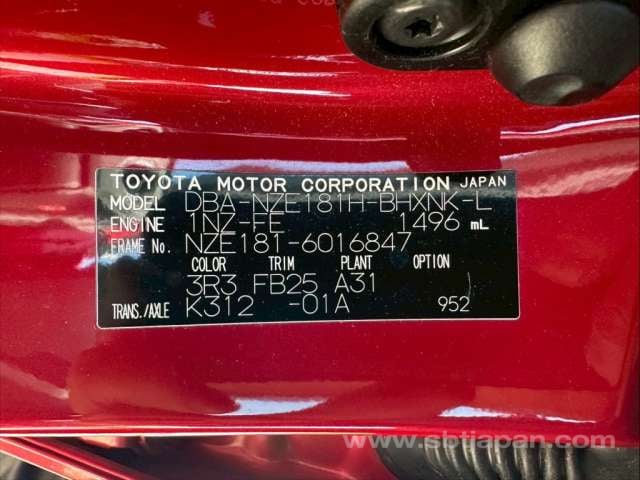 TOYOTA MOTOR CORPORATION JAPAN
MODEL DBA-NZE181H-BHXNK-L
ENGINE 1NZ-FE 1496 mL
FRAME No. NZE181-6016847
COLOR TRIM PLANT OPTION
3R3 FB25 A31
TRANS./AXLE K312 -01A 952
www.sbtjapan.com